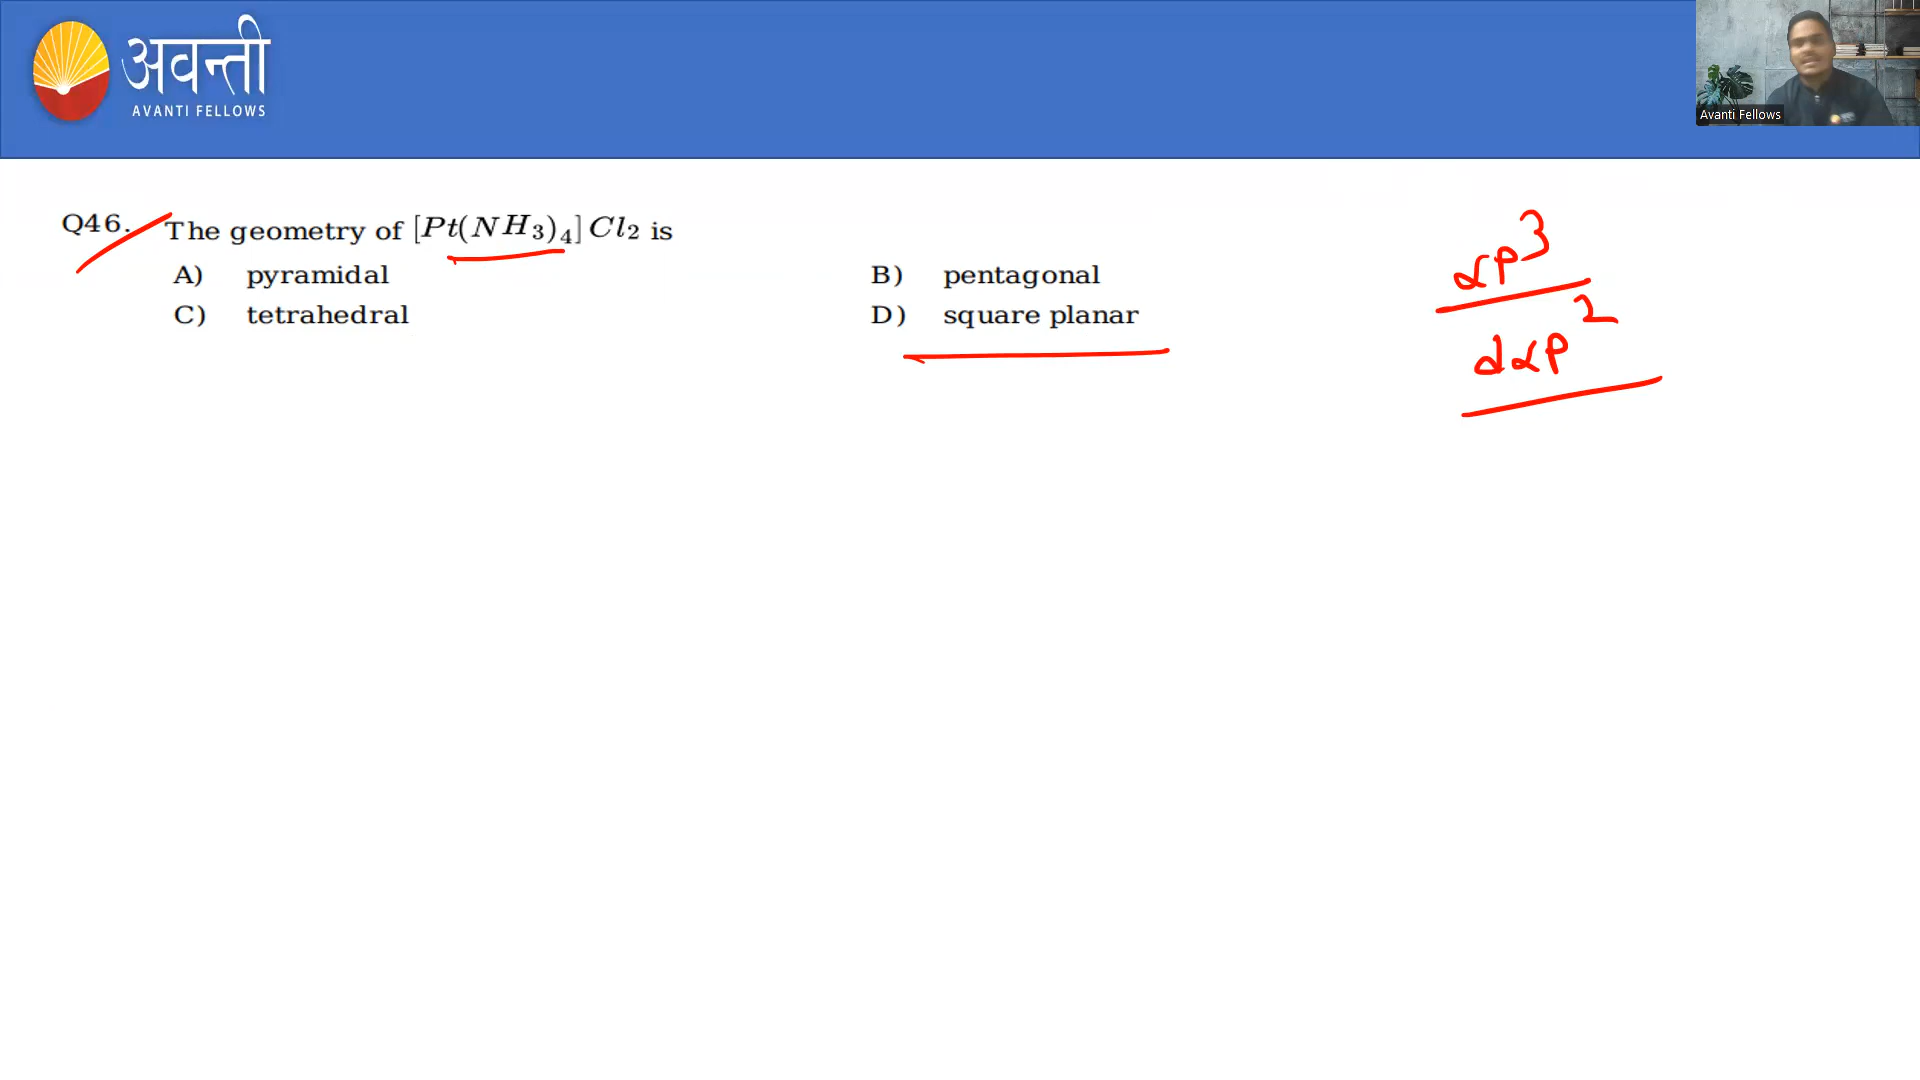 अवन्ती
AVANTI FELLOWS
Avanti Fellows
Q46. The geometry of [Pt(NH₃)₄]Cl₂ is
A) pyramidal
B) pentagonal
C) tetrahedral
D) square planar
sp³
dsp²